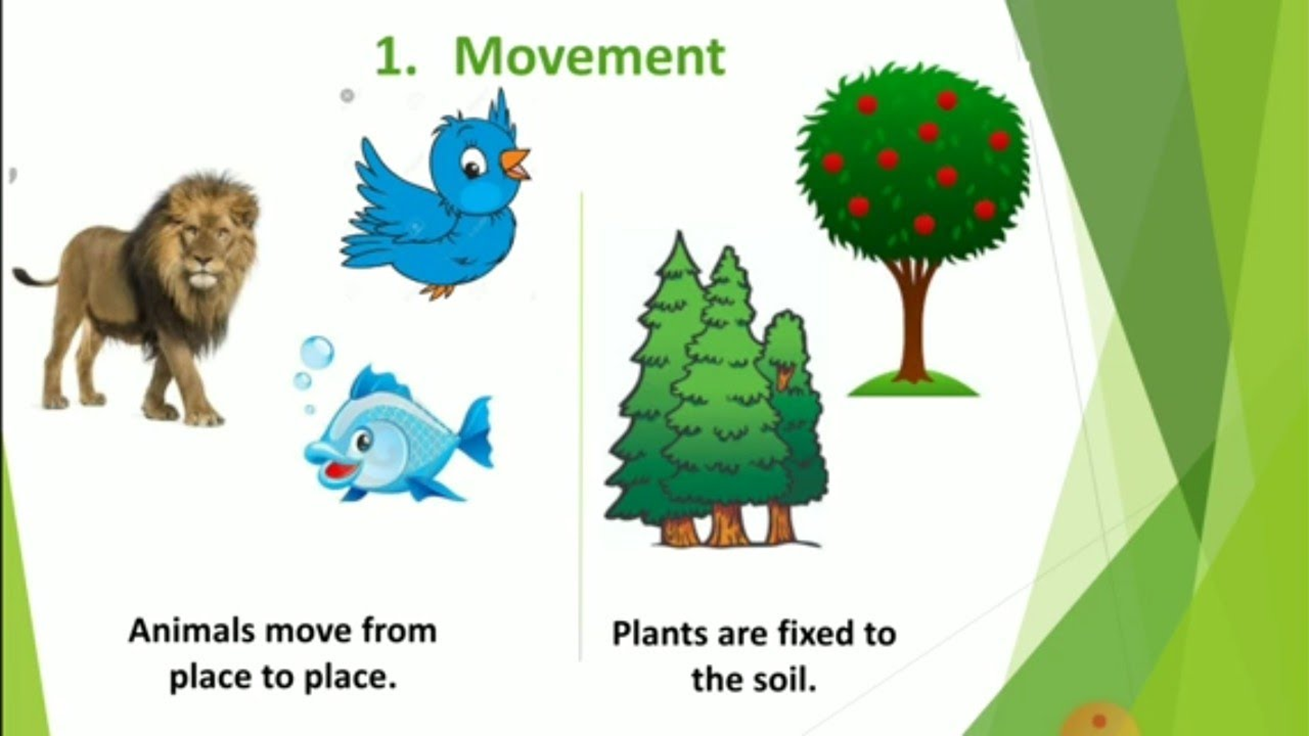 1. Movement
Animals move from
place to place.
Plants are fixed to
the soil.